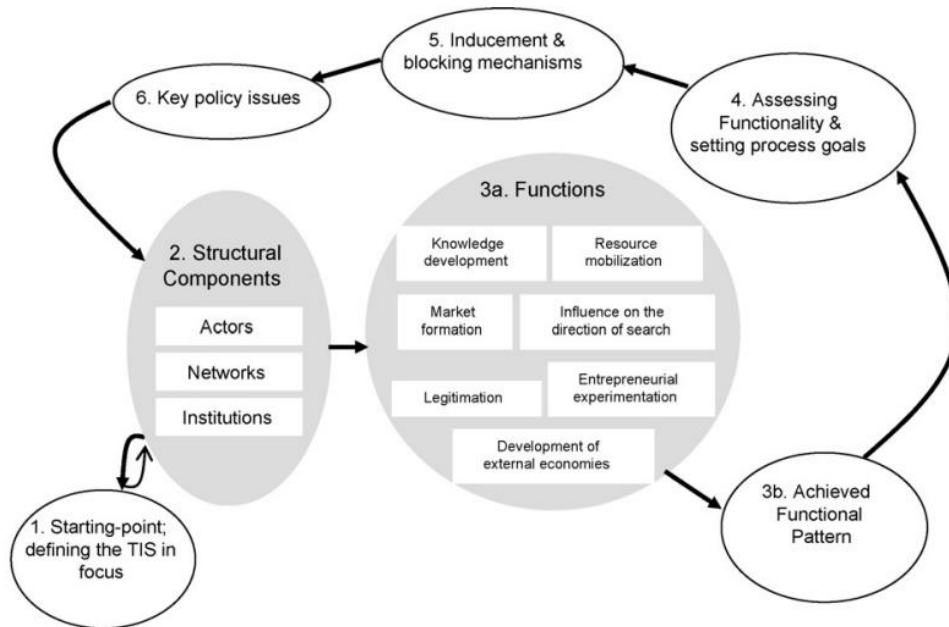 1. Starting-point;
defining the TIS in
focus
2. Structural
Components
Actors
Networks
Institutions
3a. Functions
Knowledge
development
Resource
mobilization
Market
formation
Influence on the
direction of search
Legitimation
Entrepreneurial
experimentation
Development of
external economies
3b. Achieved
Functional
Pattern
4. Assessing
Functionality &
setting process goals
5. Inducement &
blocking mechanisms
6. Key policy issues